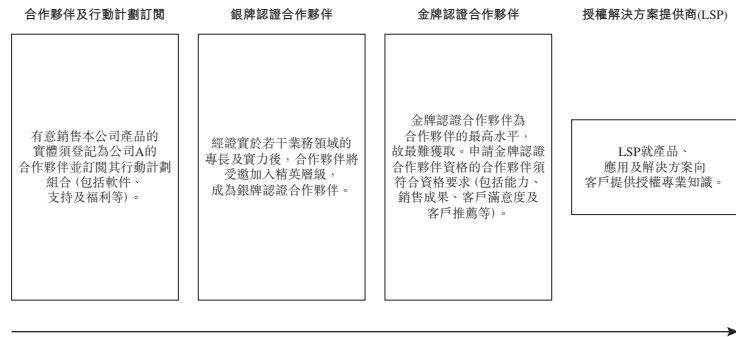 合作夥伴及行動計劃訂閱
有意銷售本公司產品的
實體須登記為公司A的
合作夥伴並訂閱其行動計劃
組合 (包括軟件、
支持及福利等) 。
銀牌認證合作夥伴
經證實於若干業務領域的
專長及實力後，合作夥伴將
受邀加入精英層級，
成為銀牌認證合作夥伴。
金牌認證合作夥伴
金牌認證合作夥伴為
合作夥伴的最高水平，
故最難獲取。申請金牌認證
合作夥伴資格的合作夥伴須
符合資格要求 (包括能力、
銷售成果、客戶滿意度及
客戶推薦等) 。
授權解決方案提供商(LSP)
LSP就產品、
應用及解決方案向
客戶提供授權專業知識。